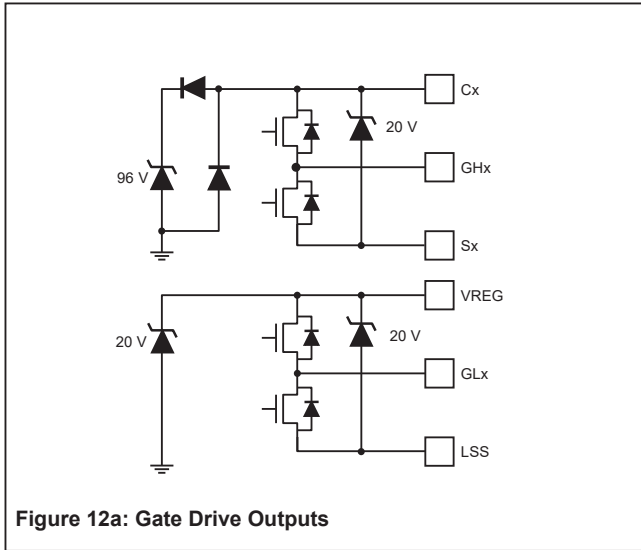 Cx
20 V
GHx
96 V
Sx
VREG
20 V
20 V
GLx
LSS
Figure 12a: Gate Drive Outputs